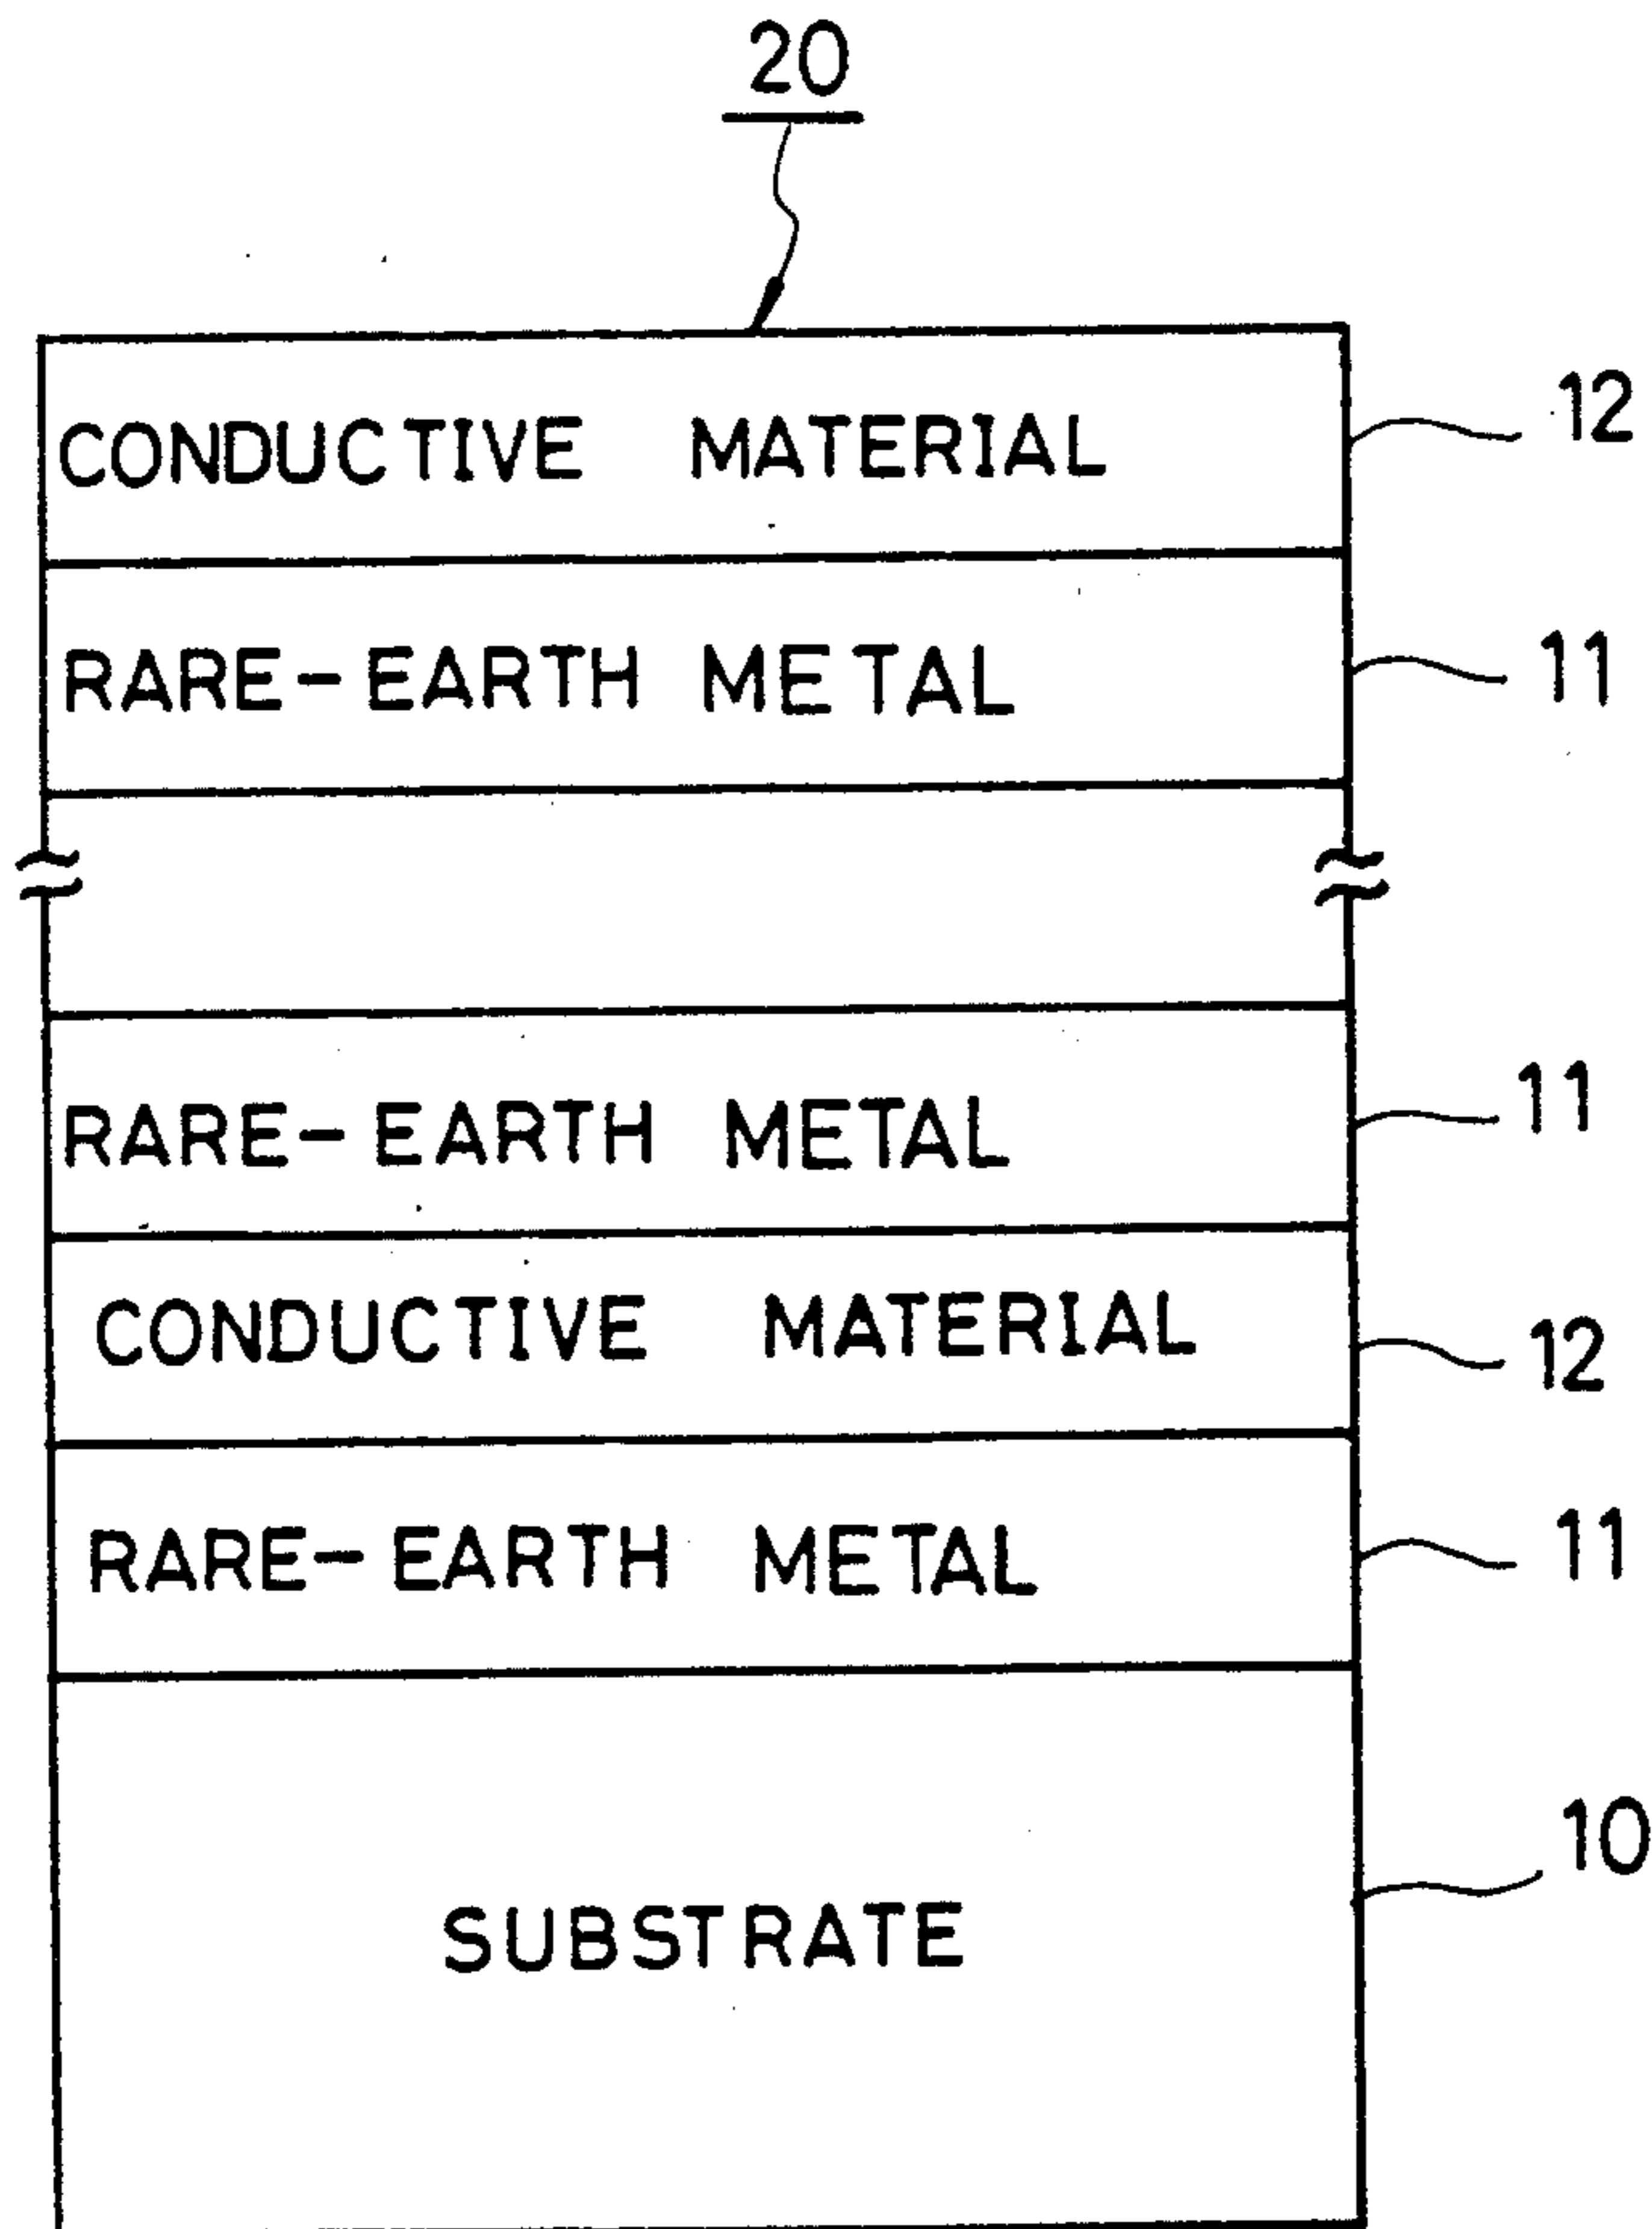 20
CONDUCTIVE MATERIAL 12
RARE-EARTH METAL 11
RARE-EARTH METAL 11
CONDUCTIVE MATERIAL 12
RARE-EARTH METAL 11
10
SUBSTRATE